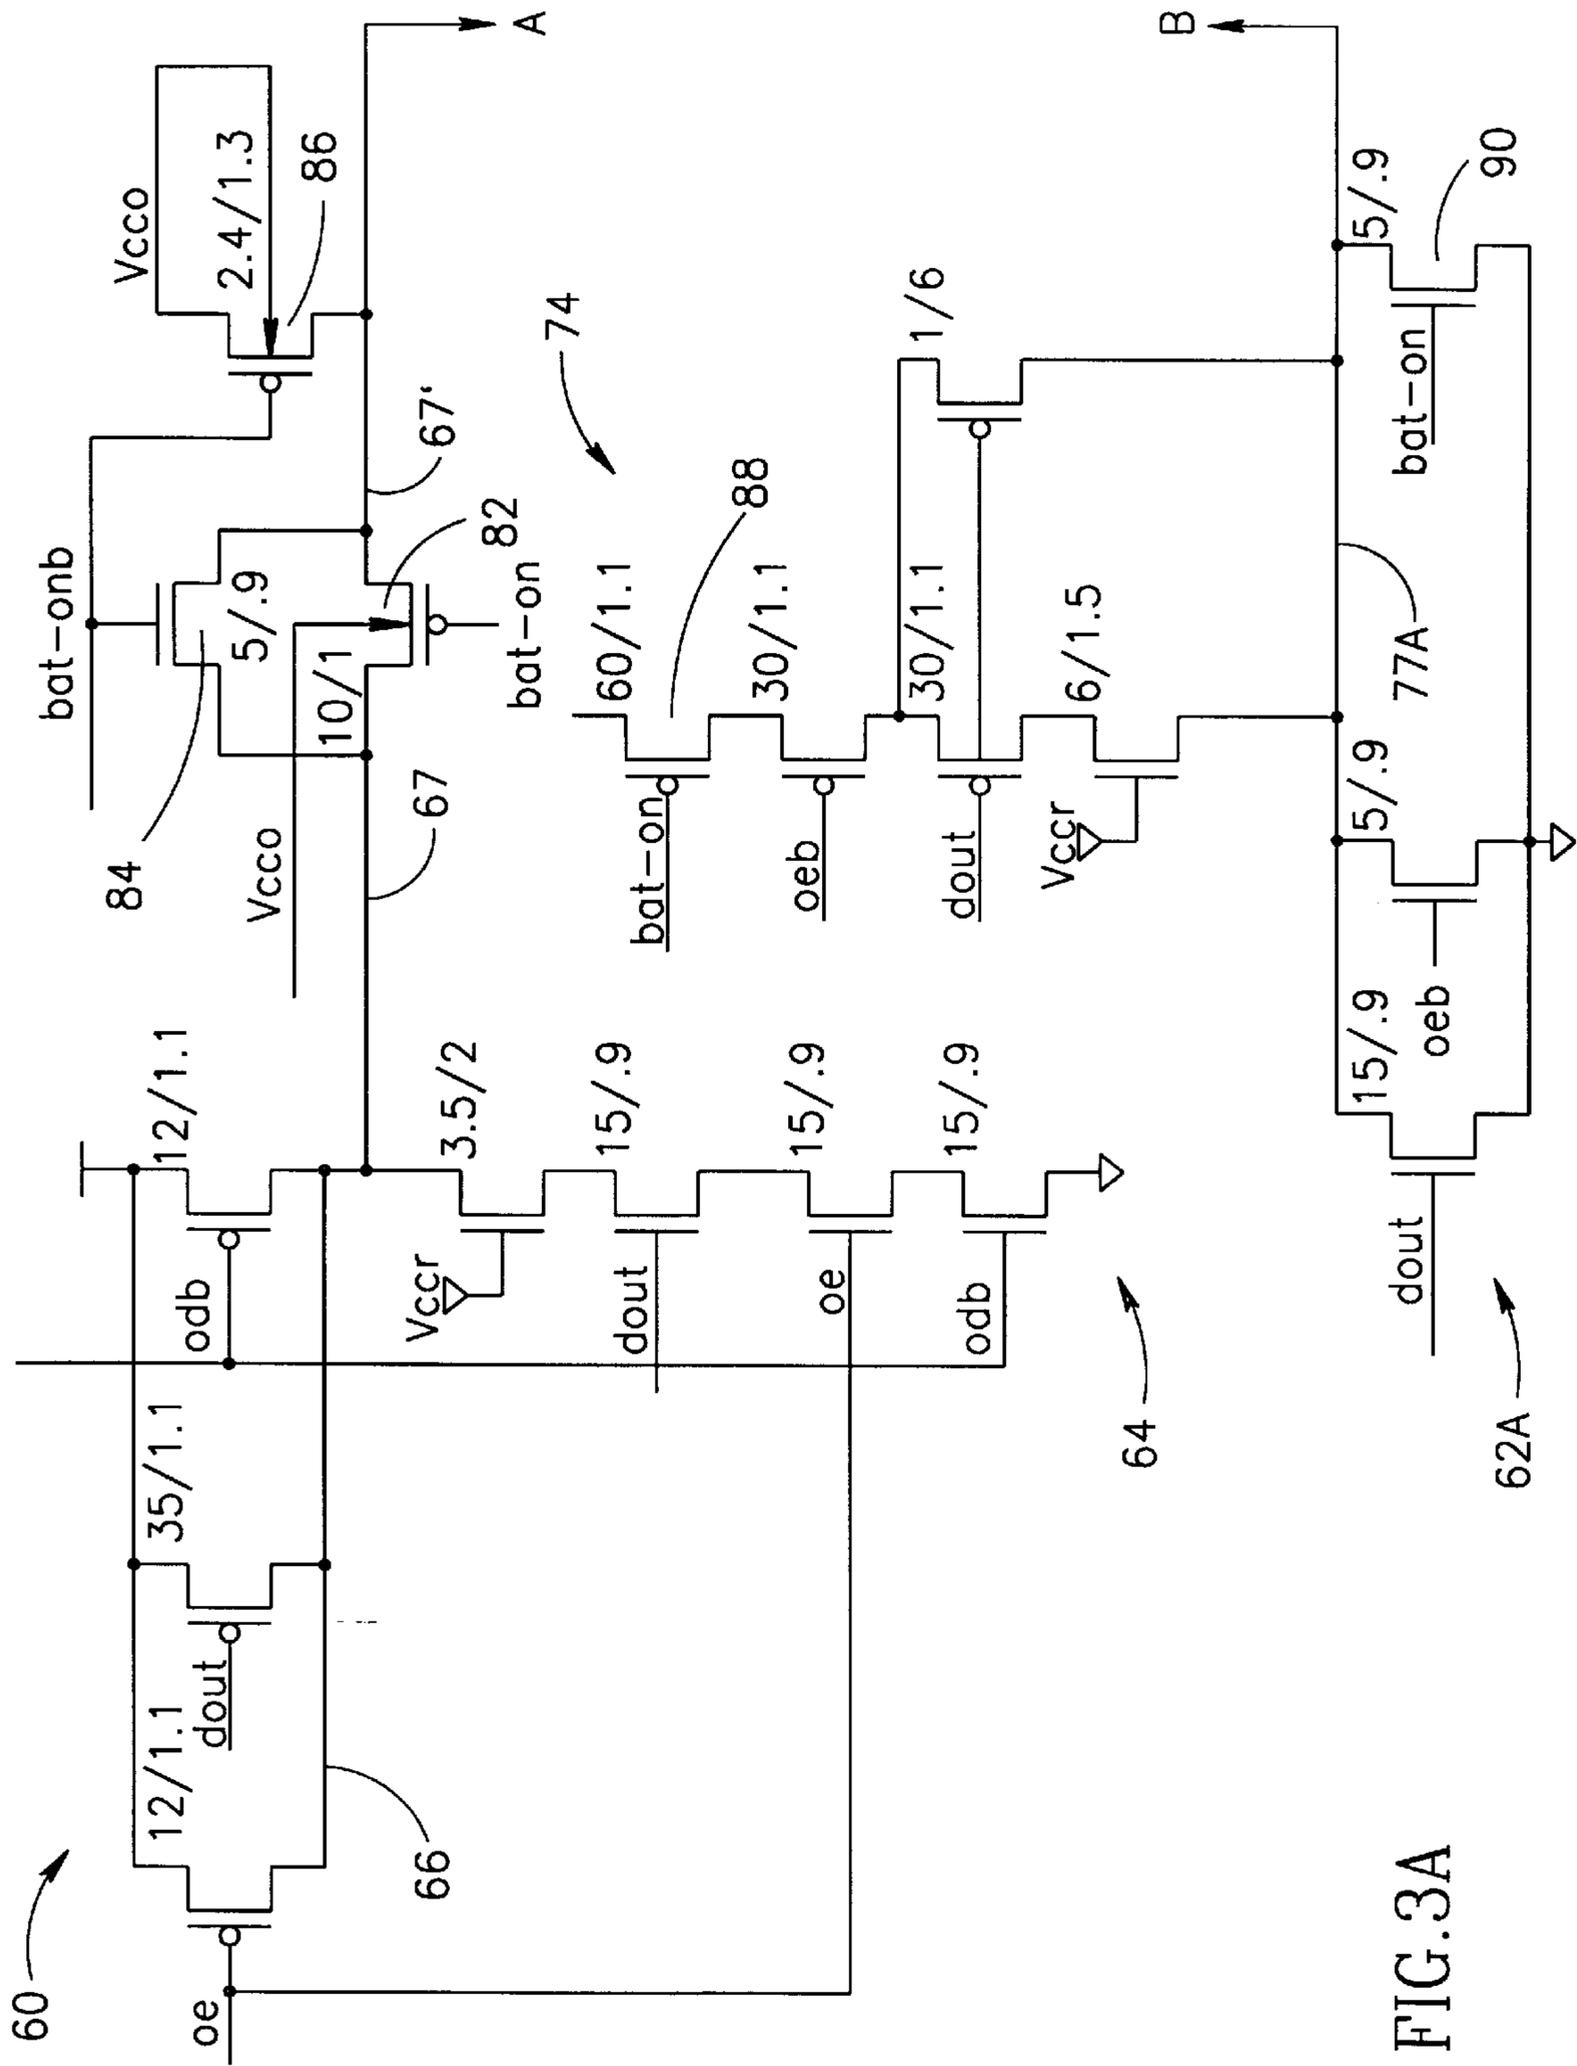 60
oe
12/1.1
dout
35/1.1
odb
12/1.1
66
Vccr
3.5/2
dout
15/.9
oe
15/.9
odb
15/.9
64
67
bat-onb
84
5/.9
Vcco
10/1
82
bat-on
67'
Vcco
2.4/1.3
86
A
74
bat-on
60/1.1
88
oeb
30/1.1
dout
30/1.1
1/6
Vccr
6/1.5
77A
B
dout
15/.9
oeb
5/.9
bat-on
5/.9
90
62A
FIG.3A